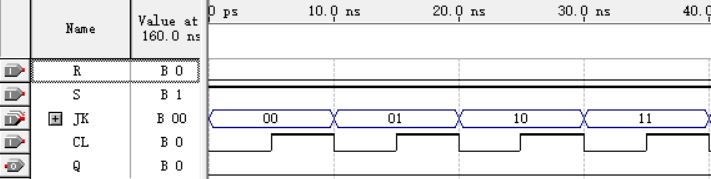 Name Value at 160.0 ns 0 ps 10.0 ns 20.0 ns 30.0 ns 40.0
R B 0
S B 1
JK B 00 00 01 10 11
CL B 0
Q B 0